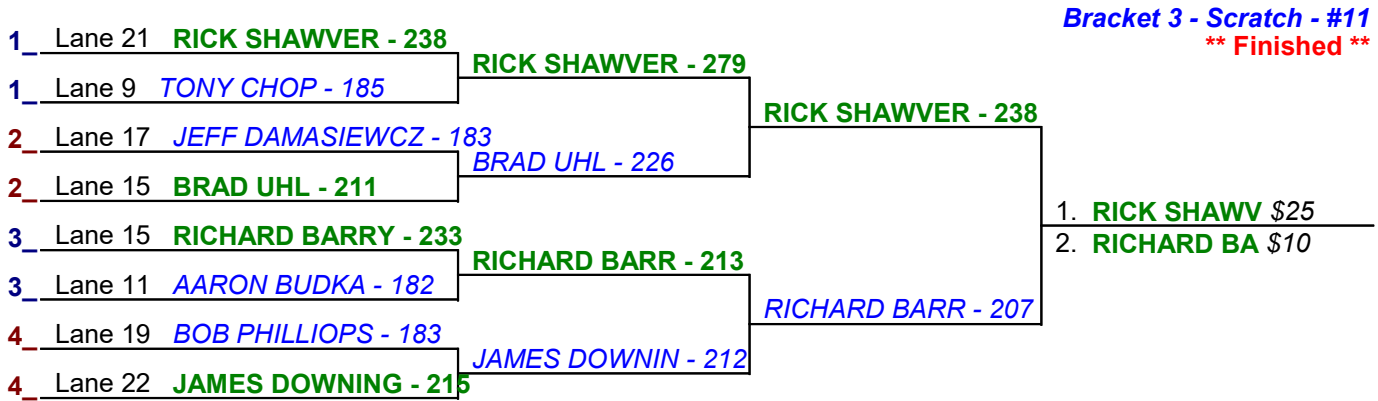 Bracket 3 - Scratch - #11
** Finished **
1_ Lane 21 RICK SHAWVER - 238
1_ Lane 9 TONY CHOP - 185
2_ Lane 17 JEFF DAMASIEWCZ - 183
2_ Lane 15 BRAD UHL - 211
3_ Lane 15 RICHARD BARRY - 233
3_ Lane 11 AARON BUDKA - 182
4_ Lane 19 BOB PHILLIOPS - 183
4_ Lane 22 JAMES DOWNING - 215
RICK SHAWVER - 279
BRAD UHL - 226
RICHARD BARR - 213
JAMES DOWNIN - 212
RICK SHAWVER - 238
RICHARD BARR - 207
1. RICK SHAWV $25
2. RICHARD BA $10